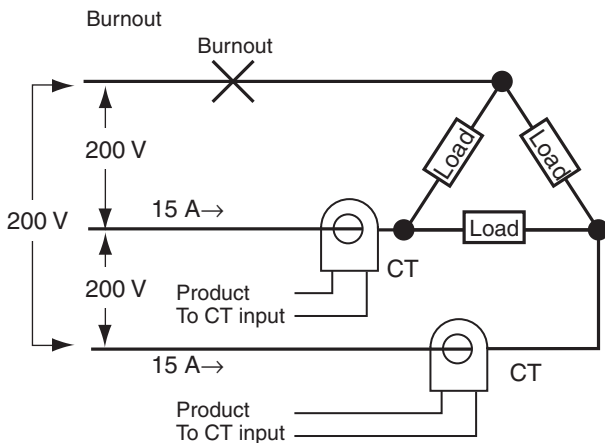 Burnout
Burnout
200 V
Load
Load
15 A→
200 V
Load
CT
200 V
Product
To CT input
15 A→
CT
Product
To CT input